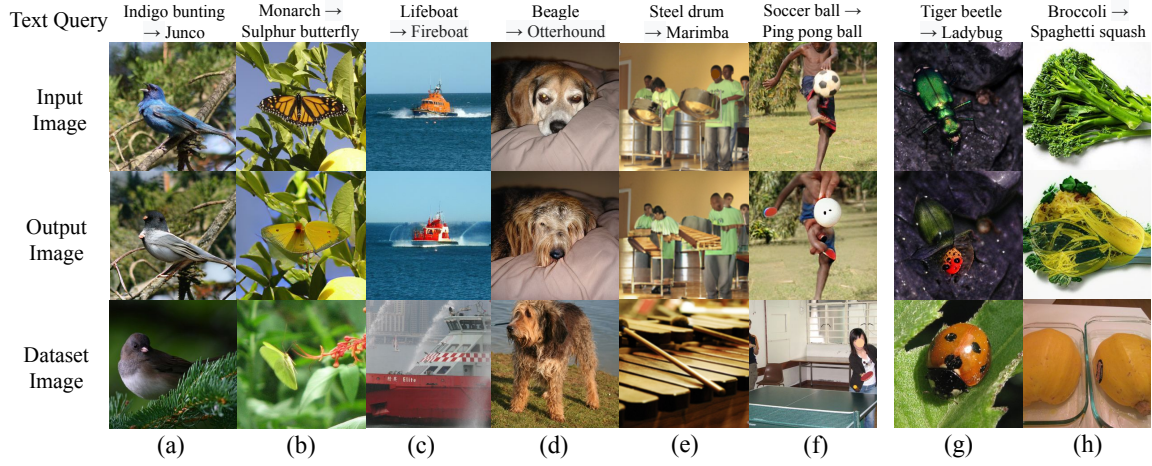 Text Query
Indigo bunting
→ Junco
Monarch →
Sulphur butterfly
Lifeboat
→ Fireboat
Beagle
→ Otterhound
Steel drum
→ Marimba
Soccer ball →
Ping pong ball
Tiger beetle
→ Ladybug
Broccoli →
Spaghetti squash
Input
Image
Output
Image
Dataset
Image
(a)
(b)
(c)
(d)
(e)
(f)
(g)
(h)